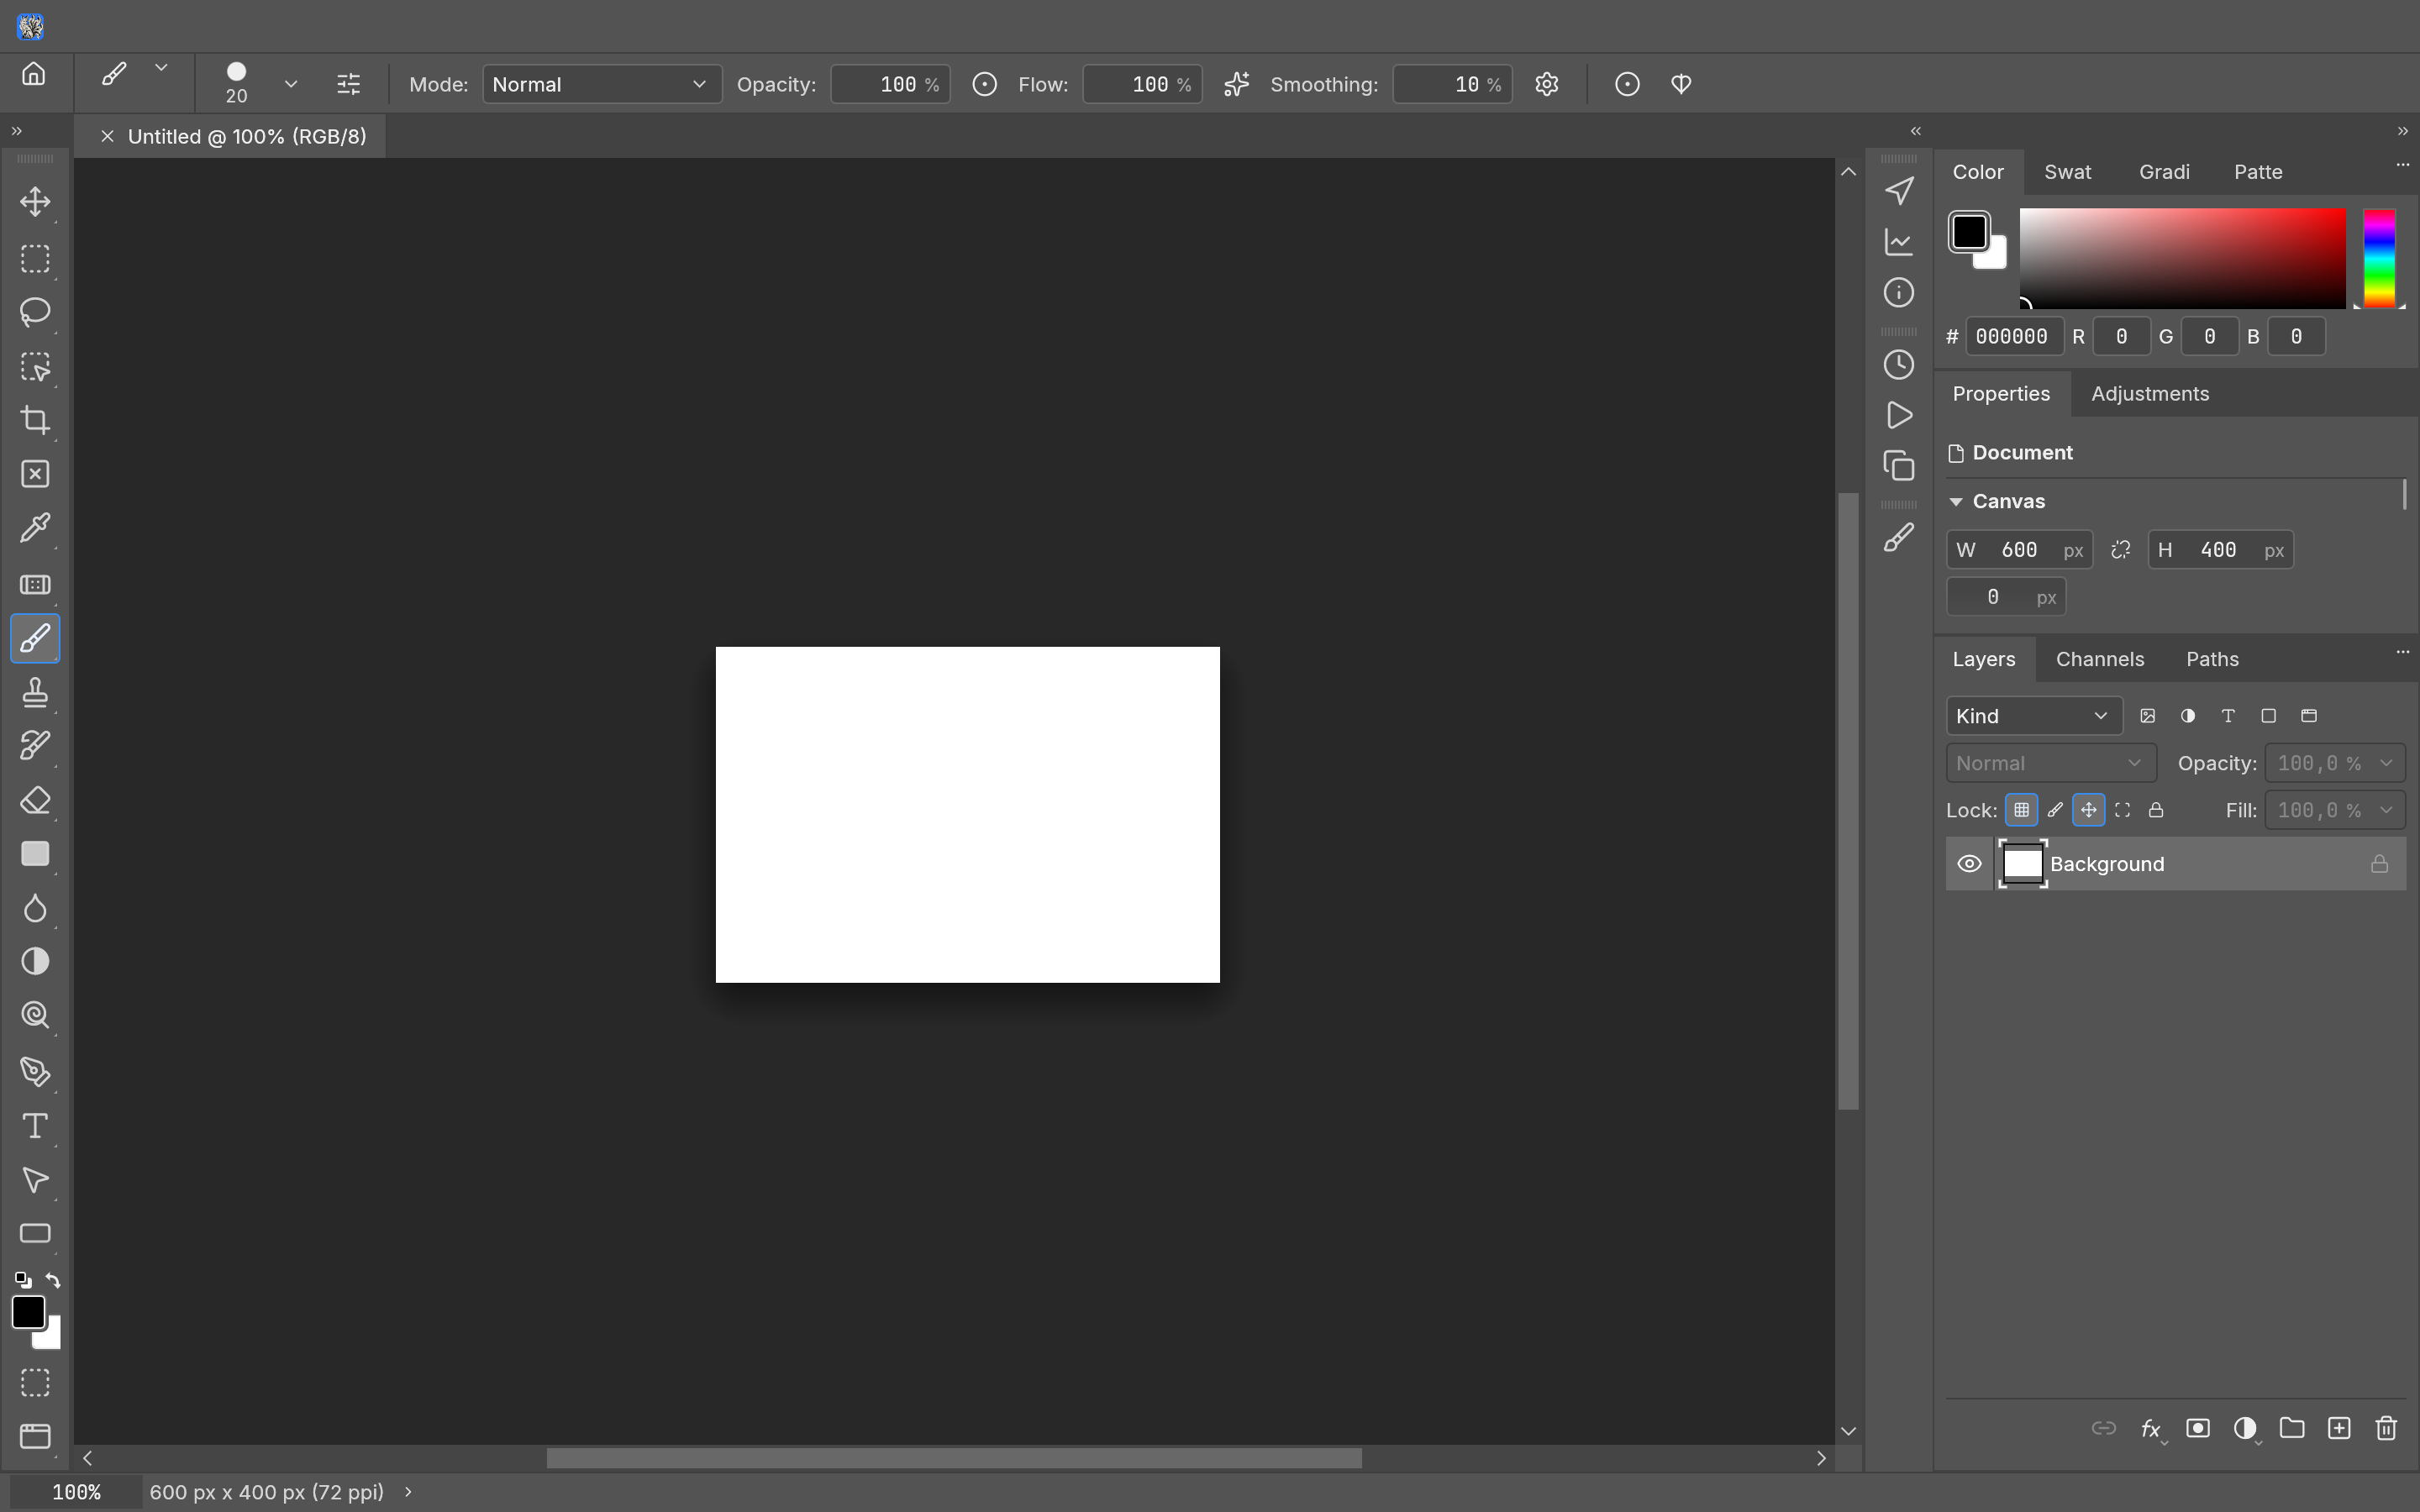 20
Mode: Normal Opacity: 100 % Flow: 100 % Smoothing: 10 %
Untitled @ 100% (RGB/8)
Color Swat Gradi Patte
# 000000 R 0 G 0 B 0
Properties Adjustments
Document
Canvas
W 600 px H 400 px
0 px
Layers Channels Paths
Kind
Normal Opacity: 100,0 %
Lock: Fill: 100,0 %
Background
fx
100% 600 px x 400 px (72 ppi)